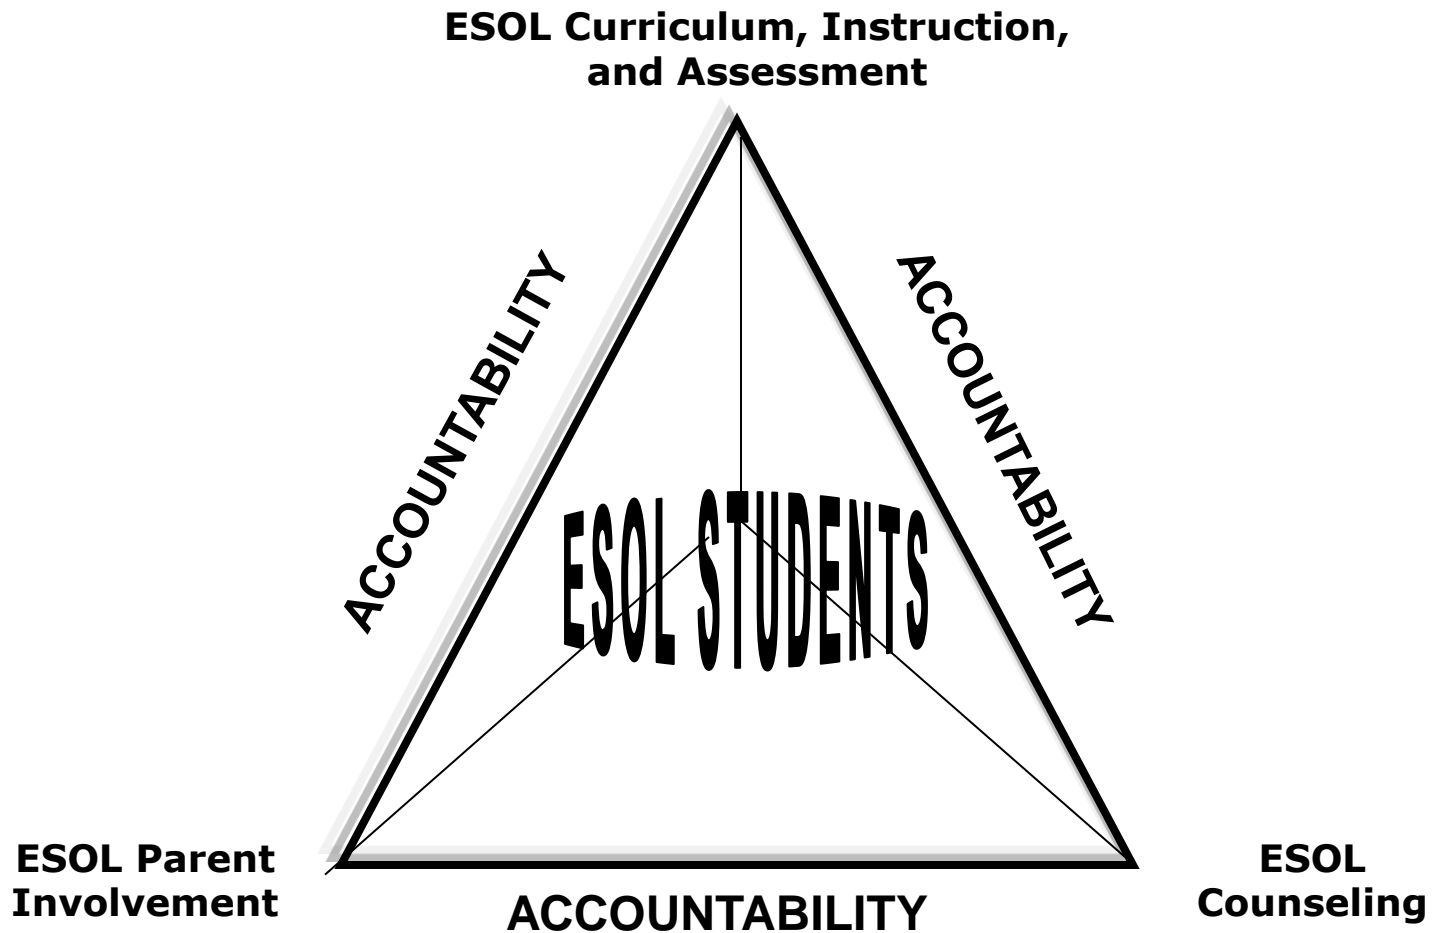 ESOL Curriculum, Instruction,
and Assessment
ACCOUNTABILITY
ACCOUNTABILITY
ESOL STUDENTS
ESOL Parent
Involvement
ESOL
Counseling
ACCOUNTABILITY